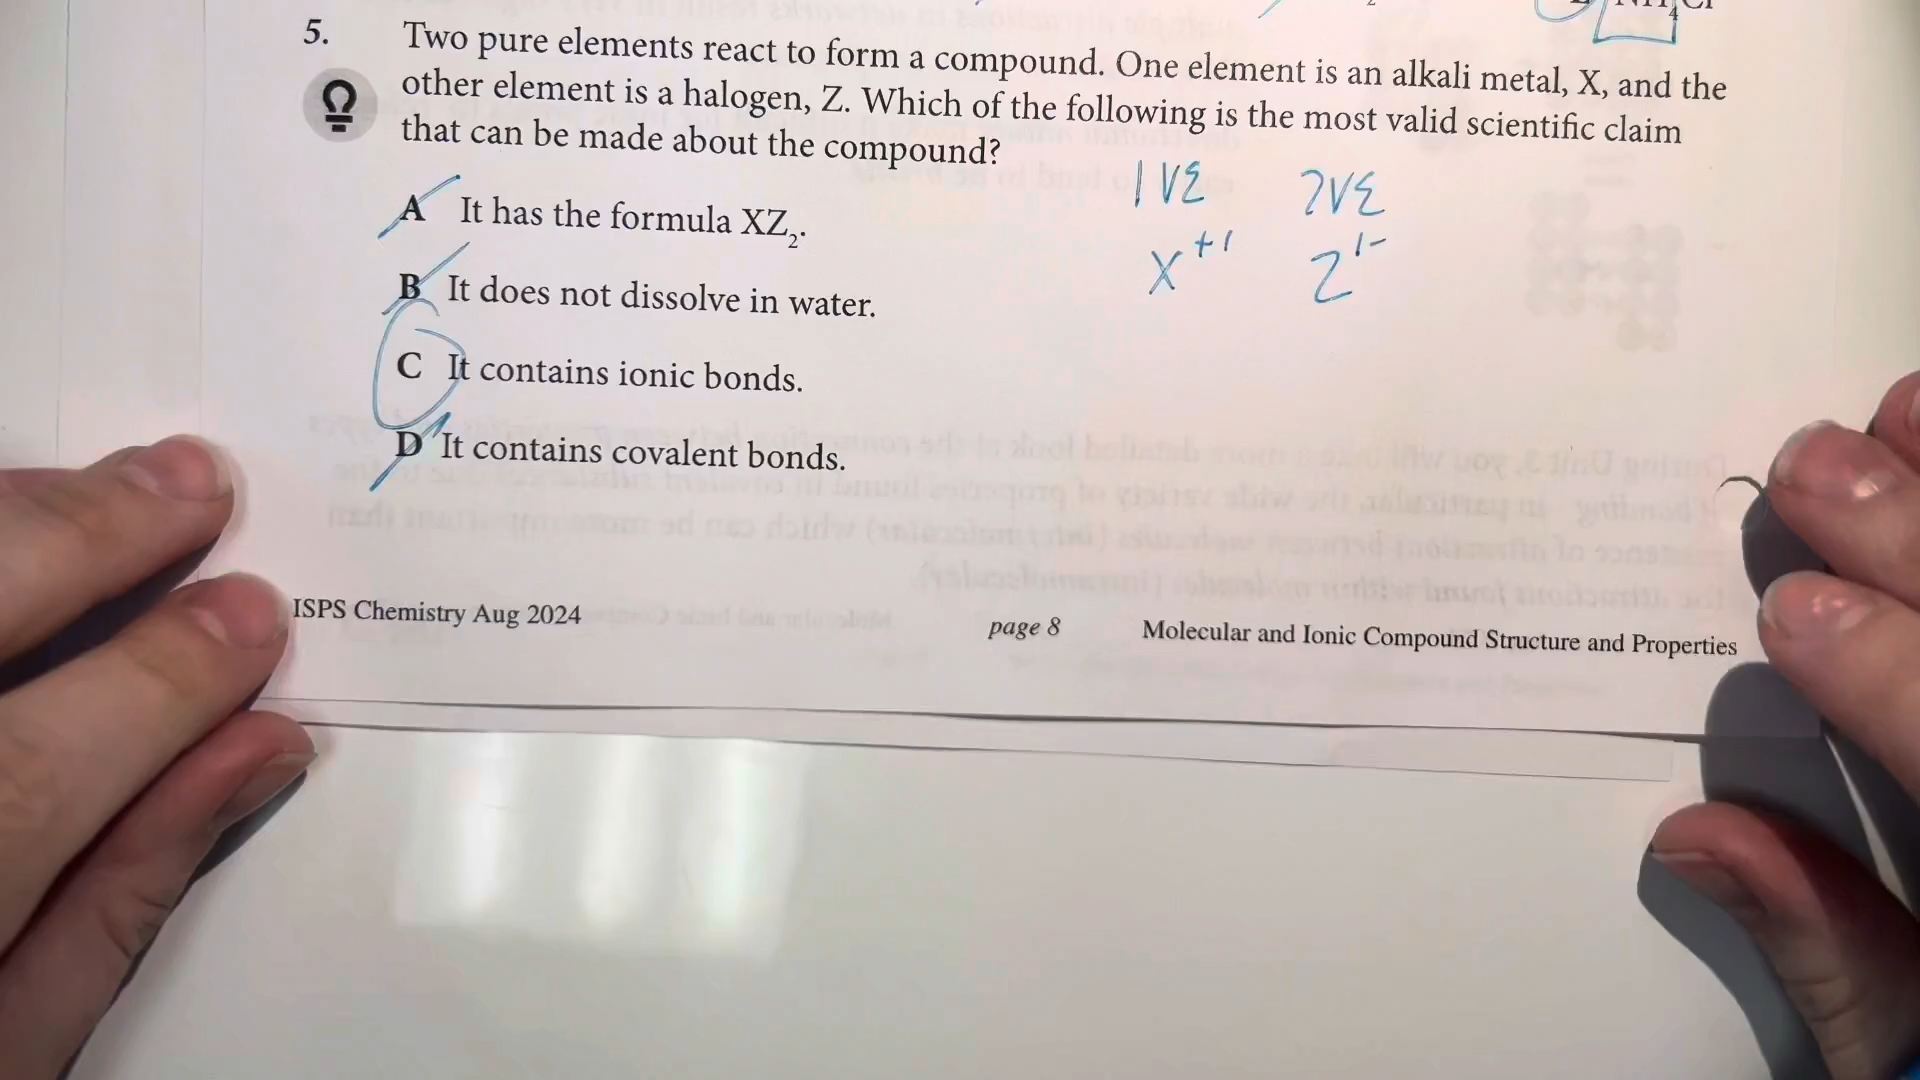 NH4Cl
5. Two pure elements react to form a compound. One element is an alkali metal, X, and the
other element is a halogen, Z. Which of the following is the most valid scientific claim
that can be made about the compound?
1VE 7VE
A It has the formula XZ2.
X+1 Z1-
B It does not dissolve in water.
C It contains ionic bonds.
D It contains covalent bonds.
ISPS Chemistry Aug 2024 page 8 Molecular and Ionic Compound Structure and Properties